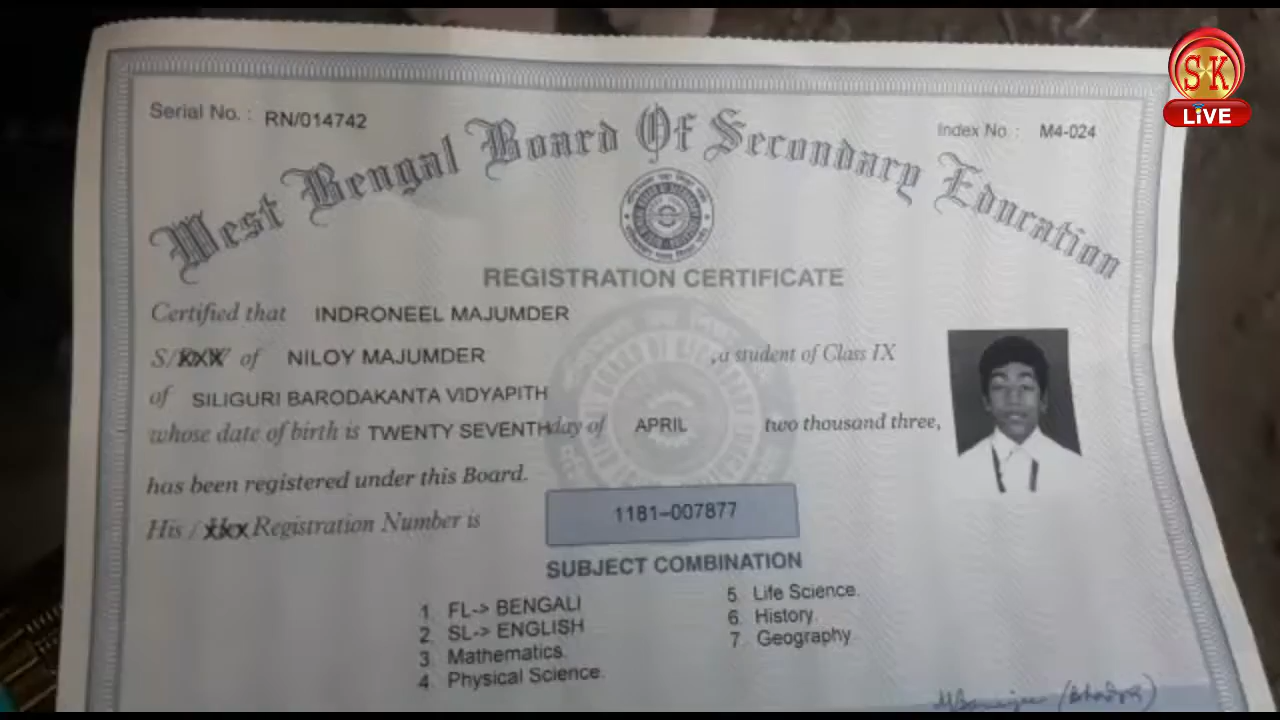 SK
LiVE
Serial No. : RN/014742
Index No. : M4-024
West Bengal Board Of Secondary Education
REGISTRATION CERTIFICATE
Certified that INDRONEEL MAJUMDER
S/ of NILOY MAJUMDER ,a student of Class IX
of SILIGURI BARODAKANTA VIDYAPITH
whose date of birth is TWENTY SEVENTH day of APRIL two thousand three,
has been registered under this Board.
His / Registration Number is 1181-007877
SUBJECT COMBINATION
1. FL-> BENGALI
2. SL-> ENGLISH
3. Mathematics.
4. Physical Science.
5. Life Science.
6. History.
7. Geography